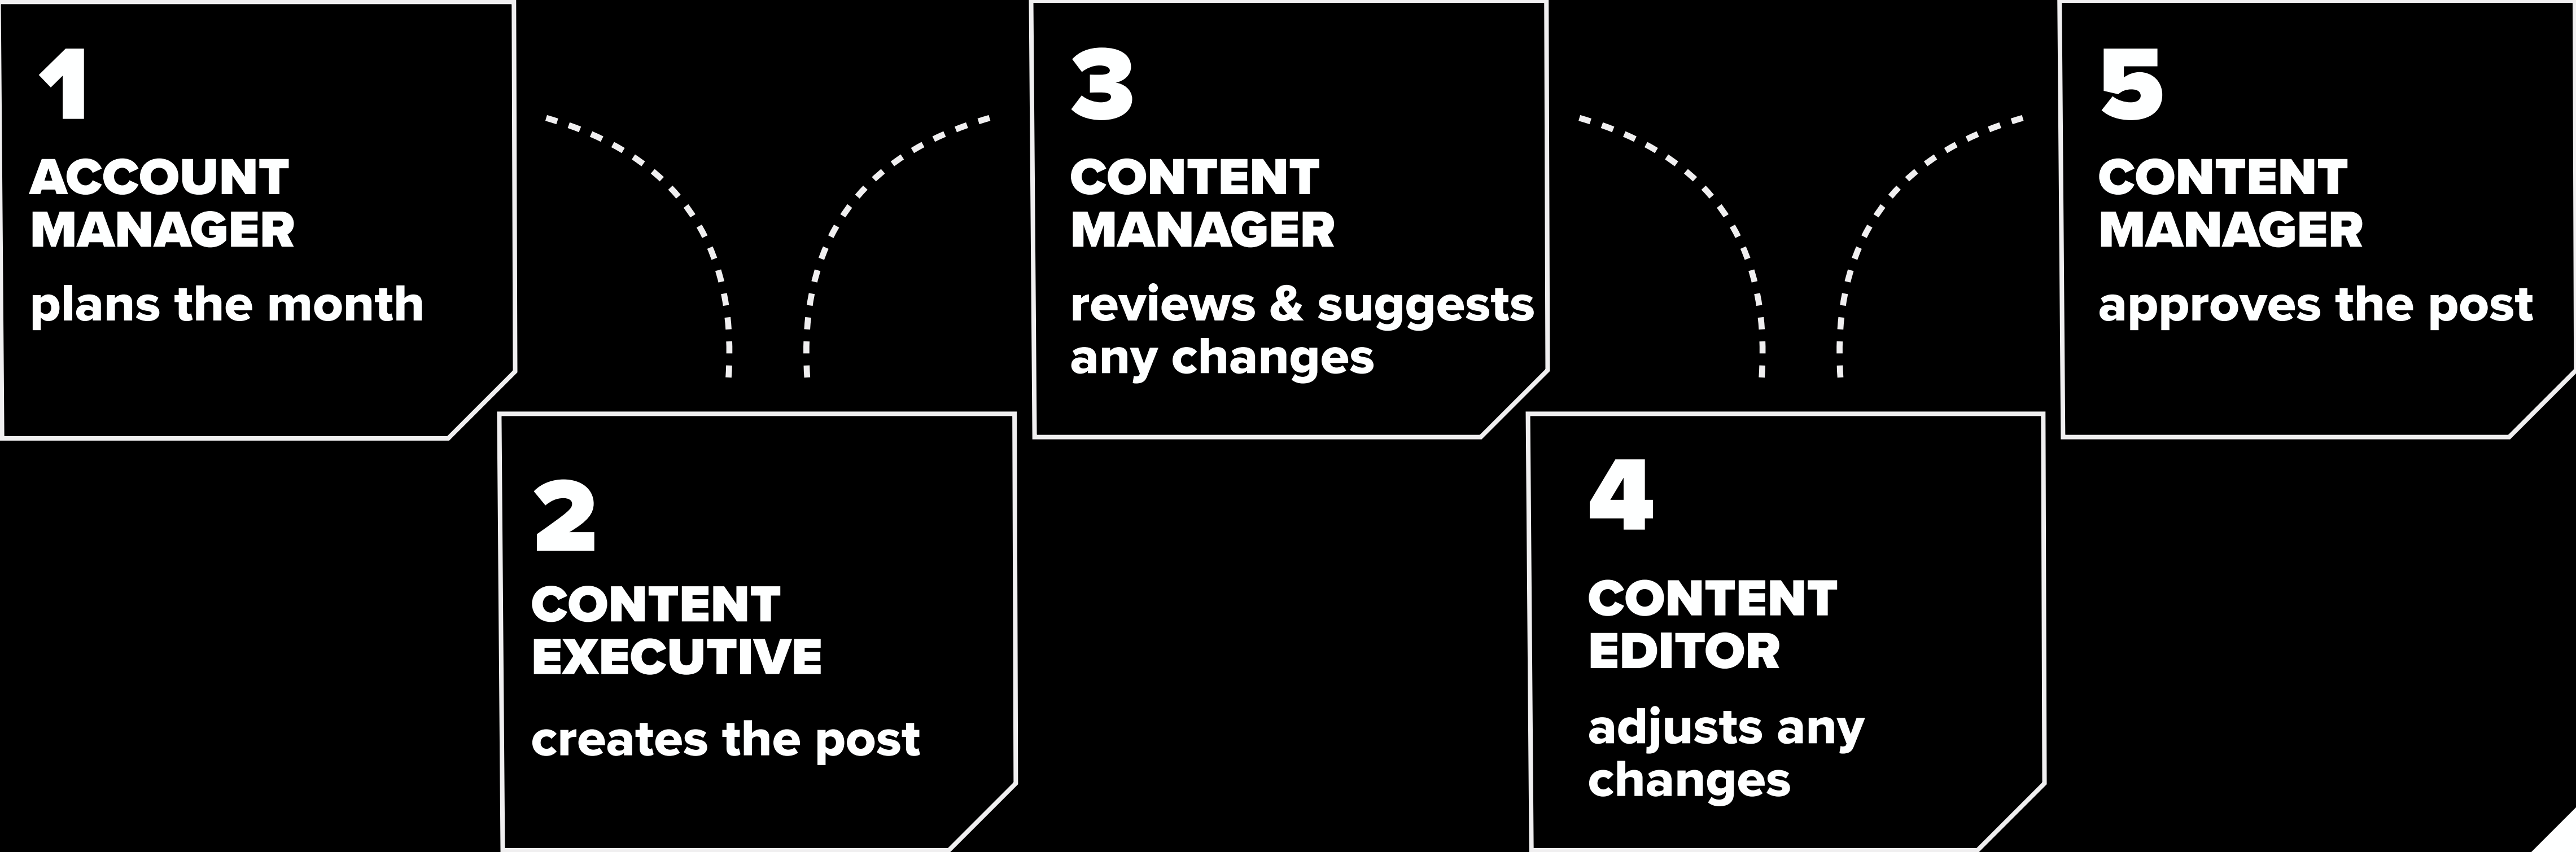 1
ACCOUNT
MANAGER
plans the month
2
CONTENT
EXECUTIVE
creates the post
3
CONTENT
MANAGER
reviews & suggests
any changes
4
CONTENT
EDITOR
adjusts any
changes
5
CONTENT
MANAGER
approves the post